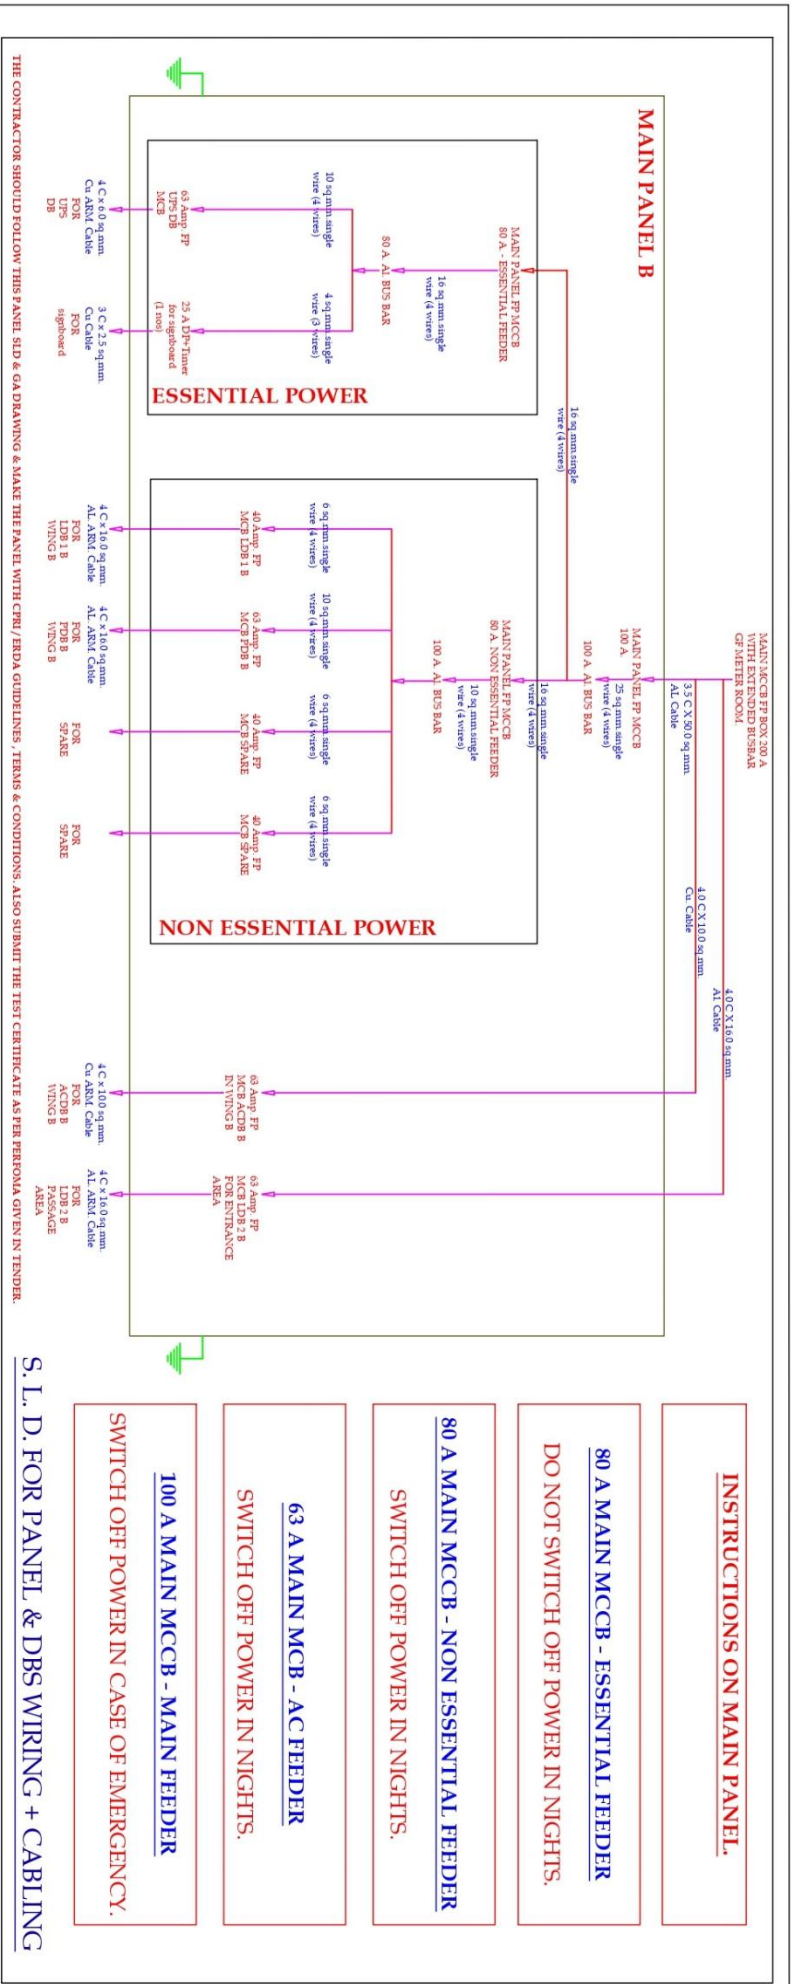 MAIN PANEL B
MAIN MCCB FP BOX 200 A
WITH EXTENDED BUSBAR
GF METER ROOM
3.5 C X 50.0 sq.mm.
AL Cable
4.0 C X 10.0 sq.mm.
Cu. Cable
4.0 C X 16.0 sq.mm.
A1 Cable
MAIN PANEL FP MCCB
100 A.
25 sq.mm.single
wire (4 wires)
100 A. A1. BUS BAR
16 sq.mm.single
wire (4 wires)
16 sq.mm.single
wire (4 wires)
MAIN PANEL FP MCCB
80 A. - ESSENTIAL FEEDER
16 sq.mm.single
wire (4 wires)
80 A. A1. BUS BAR
10 sq.mm.single
wire (4 wires)
4 sq.mm.single
wire (3 wires)
63 Amp. FP
UPS DB
MCB
25 A DP+Timer
for signboard
(1 nos)
ESSENTIAL POWER
4 C x 6.0 sq.mm.
Cu ARM. Cable
FOR
UPS
DB
3 C x 2.5 sq.mm.
Cu Cable
FOR
signboard
MAIN PANEL FP MCCB
80 A. NON ESSENTIAL FEEDER
10 sq.mm.single
wire (4 wires)
100 A. A1. BUS BAR
6 sq.mm.single
wire (4 wires)
10 sq.mm.single
wire (4 wires)
6 sq.mm.single
wire (4 wires)
6 sq.mm.single
wire (4 wires)
40 Amp. FP
MCB LDB 1 B
63 Amp. FP
MCB PDB B
40 Amp. FP
MCB SPARE
40 Amp. FP
MCB SPARE
NON ESSENTIAL POWER
4 C x 16.0 sq.mm.
AL. ARM. Cable
FOR
LDB 1 B
WING B
4 C x 16.0 sq.mm.
AL. ARM. Cable
FOR
PDB B
WING B
FOR
SPARE
FOR
SPARE
63 Amp. FP
MCB ACDB B
IN WING B
63 Amp. FP
MCB LDB 2 B
FOR ENTRANCE
AREA
4 C x 10.0 sq.mm.
Cu ARM. Cable
FOR
ACDB B
WING B
4 C x 16.0 sq.mm.
AL. ARM. Cable
FOR
LDB 2 B
PASSAGE
AREA
THE CONTRACTOR SHOULD FOLLOW THIS PANEL SLD & GA DRAWING & MAKE THE PANEL WITH CPRI / ERDA GUIDELINES , TERMS & CONDITIONS. ALSO SUBMIT THE TEST CERTIFICATE AS PER PERFOMA GIVEN IN TENDER.
INSTRUCTIONS ON MAIN PANEL.
80 A MAIN MCCB - ESSENTIAL FEEDER
DO NOT SWITCH OFF POWER IN NIGHTS.
80 A MAIN MCCB - NON ESSENTIAL FEEDER
SWITCH OFF POWER IN NIGHTS.
63 A MAIN MCB - AC FEEDER
SWITCH OFF POWER IN NIGHTS.
100 A MAIN MCCB - MAIN FEEDER
SWITCH OFF POWER IN CASE OF EMERGENCY.
S. L. D. FOR PANEL & DBS WIRING + CABLING